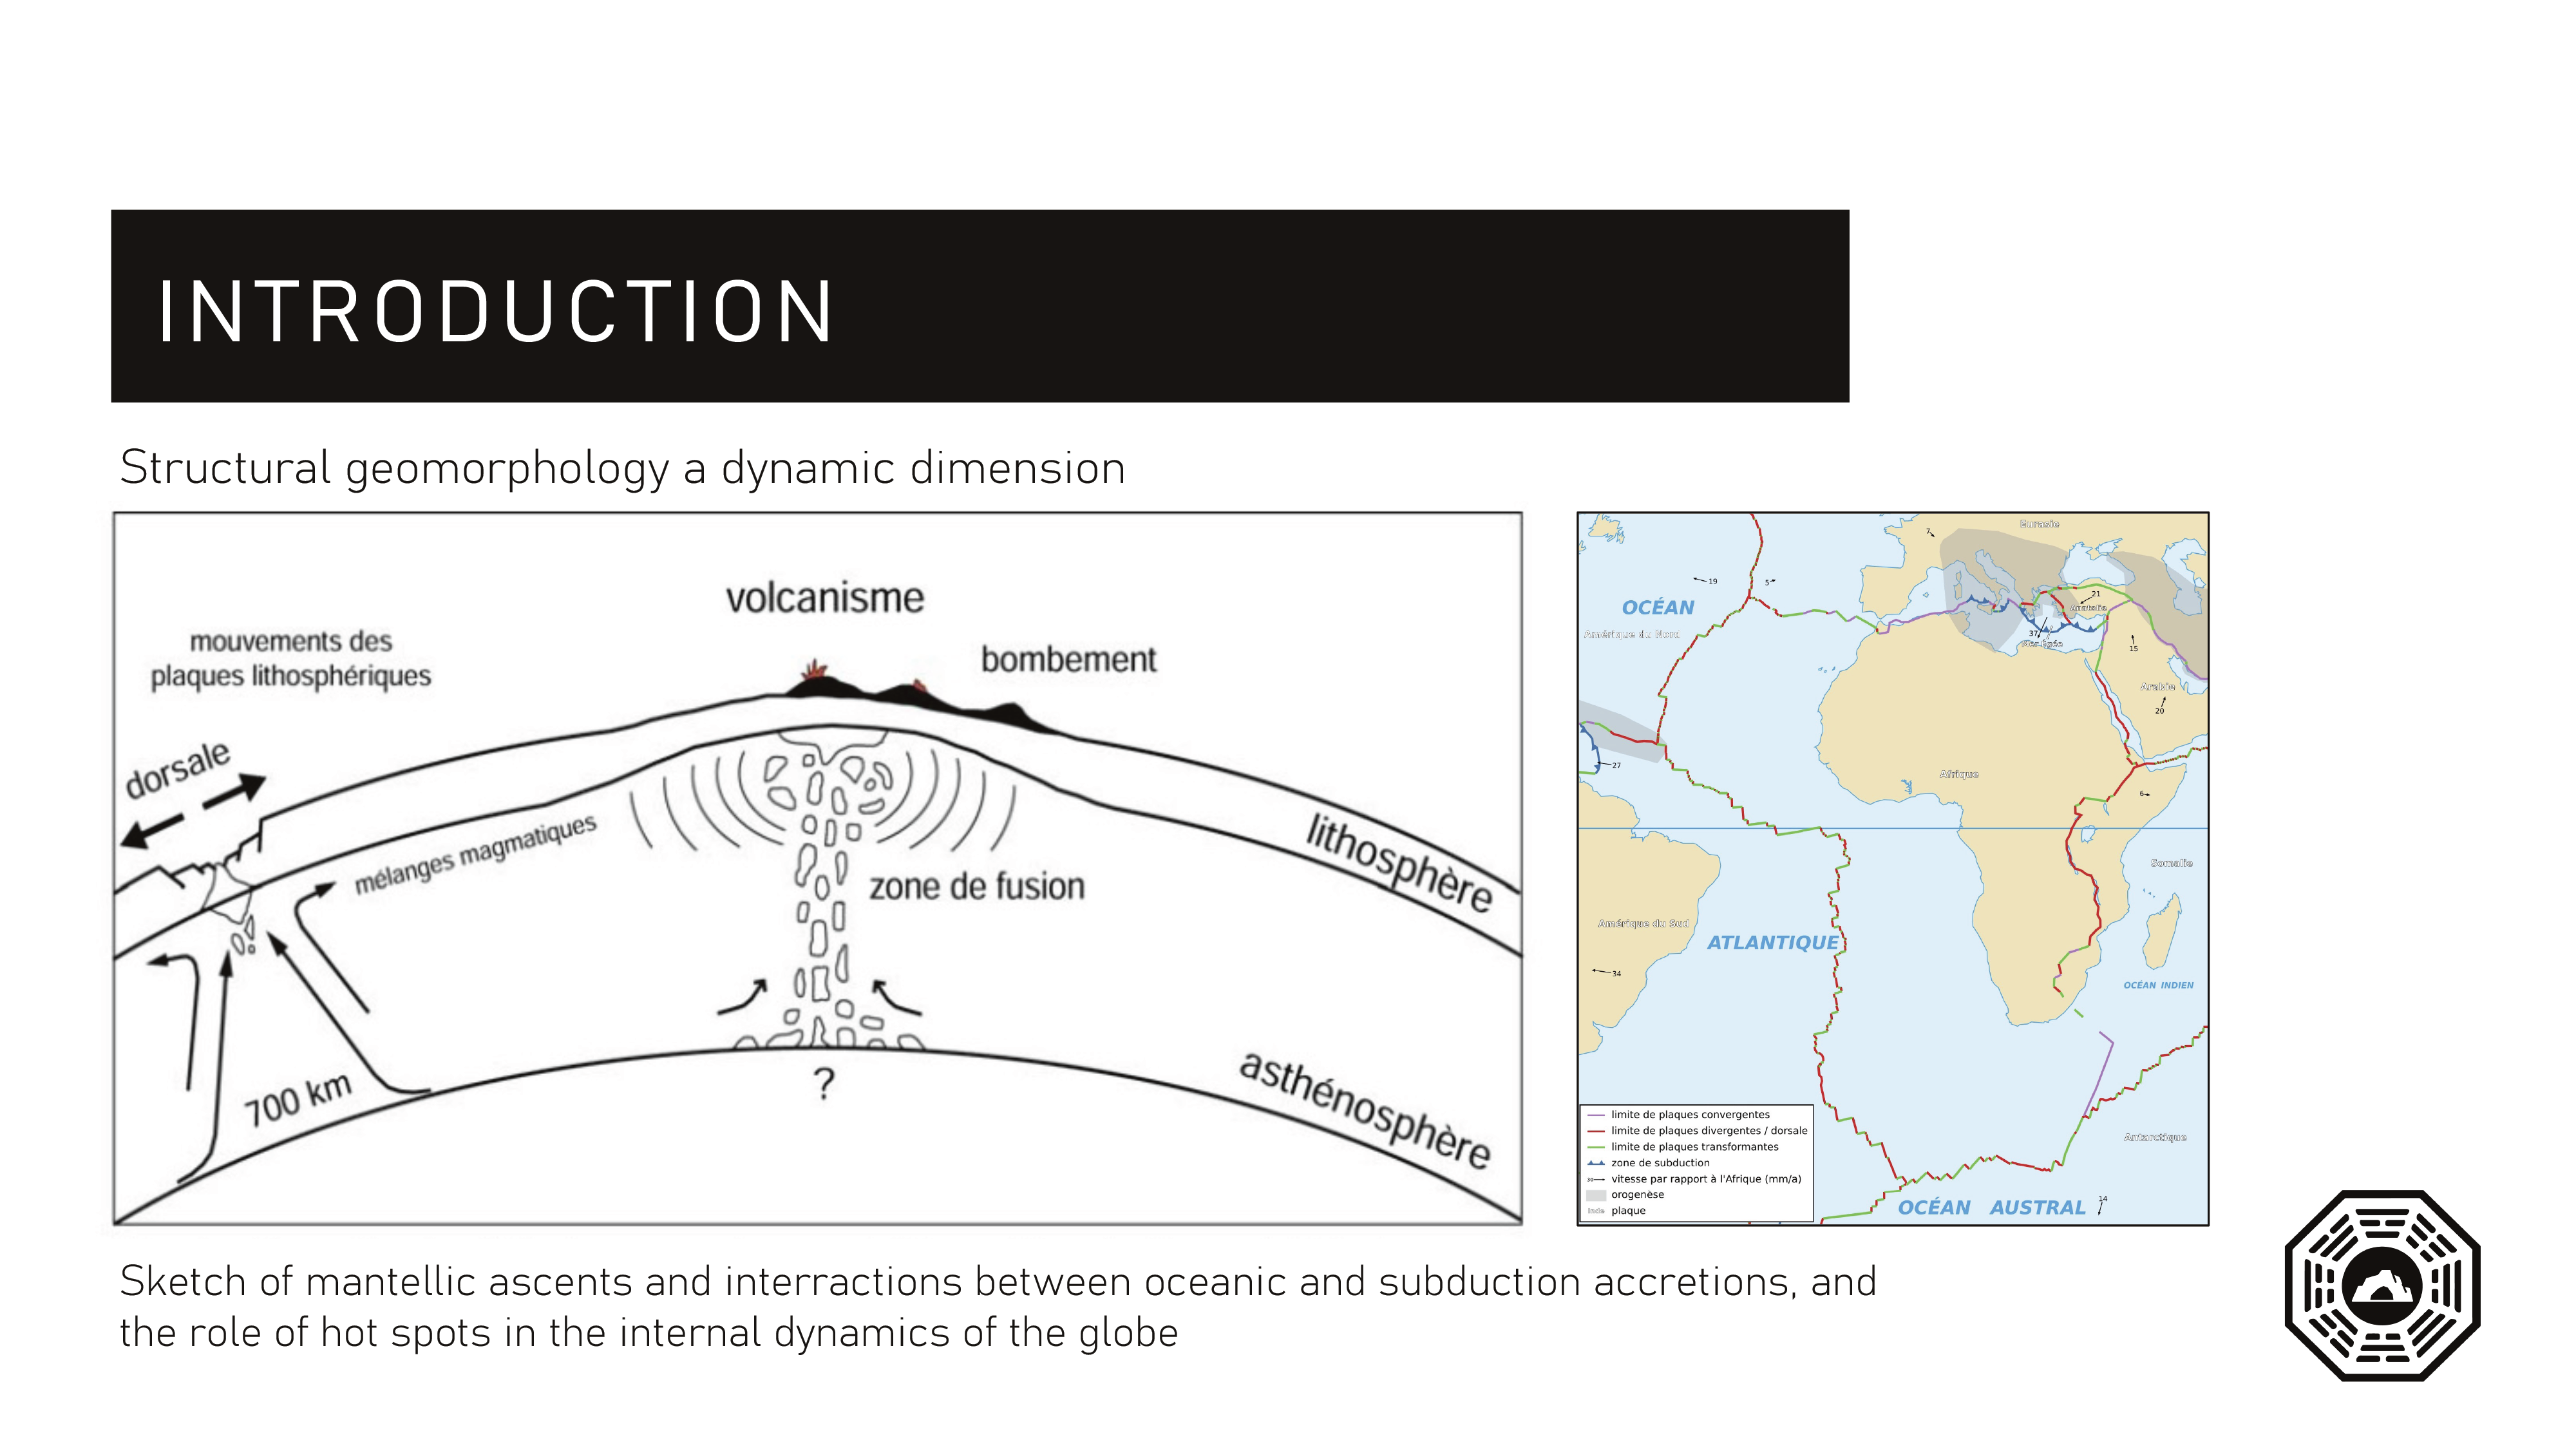 INTRODUCTION
Structural geomorphology a dynamic dimension
volcanisme
mouvements des
plaques lithosphériques
bombement
dorsale
mélanges magmatiques
lithosphère
zone de fusion
700 km
?
asthénosphère
Eurasie
7
19
5
OCÉAN
Amérique du Nord
21
Anatolie
37
Mer Egée
15
Arabie
20
27
Afrique
6
Somalie
Amérique du Sud
ATLANTIQUE
34
OCÉAN INDIEN
Antarctique
14
OCÉAN AUSTRAL
limite de plaques convergentes
limite de plaques divergentes / dorsale
limite de plaques transformantes
zone de subduction
vitesse par rapport à l'Afrique (mm/a)
orogenèse
Inde plaque
Sketch of mantellic ascents and interractions between oceanic and subduction accretions, and
the role of hot spots in the internal dynamics of the globe